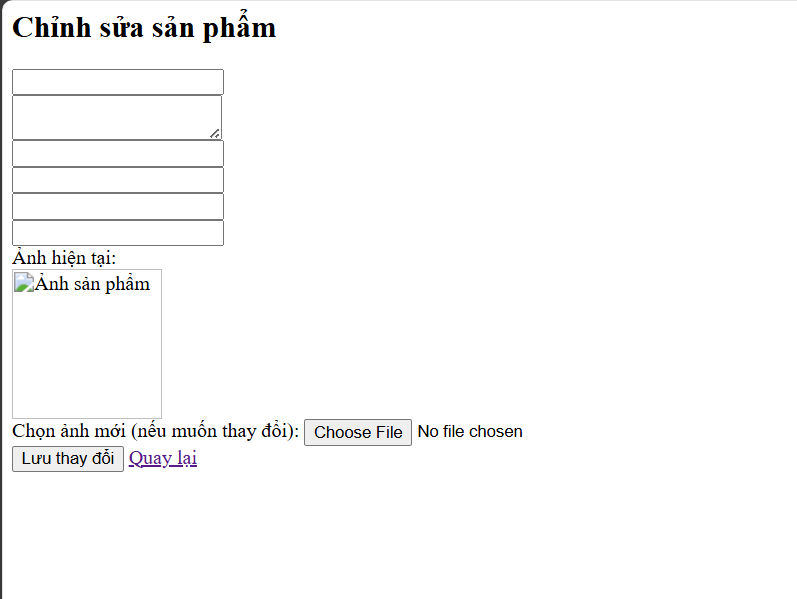 Chỉnh sửa sản phẩm
Ảnh hiện tại:
Ảnh sản phẩm
Chọn ảnh mới (nếu muốn thay đổi): Choose File No file chosen
Lưu thay đổi Quay lại